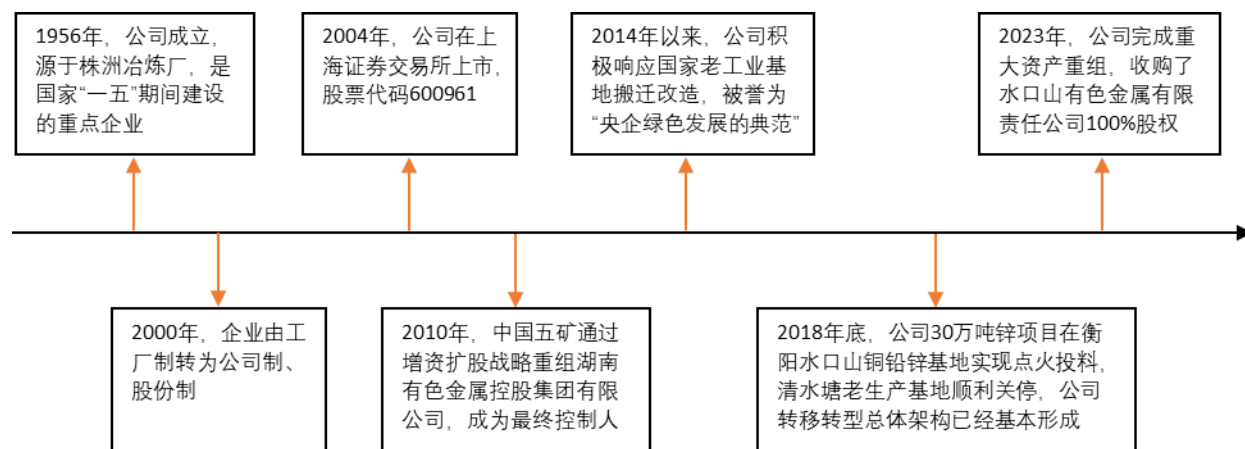 1956年，公司成立，
源于株洲冶炼厂，是
国家“一五”期间建设
的重点企业
2004年，公司在上
海证券交易所上市，
股票代码600961
2014年以来，公司积
极响应国家老工业基
地搬迁改造，被誉为
“央企绿色发展的典范”
2023年，公司完成重
大资产重组，收购了
水口山有色金属有限
责任公司100%股权
2000年，企业由工
厂制转为公司制、
股份制
2010年，中国五矿通过
增资扩股战略重组湖南
有色金属控股集团有限
公司，成为最终控制人
2018年底，公司30万吨锌项目在衡
阳水口山铜铅锌基地实现点火投料，
清水塘老生产基地顺利关停，公司
转移转型总体架构已经基本形成